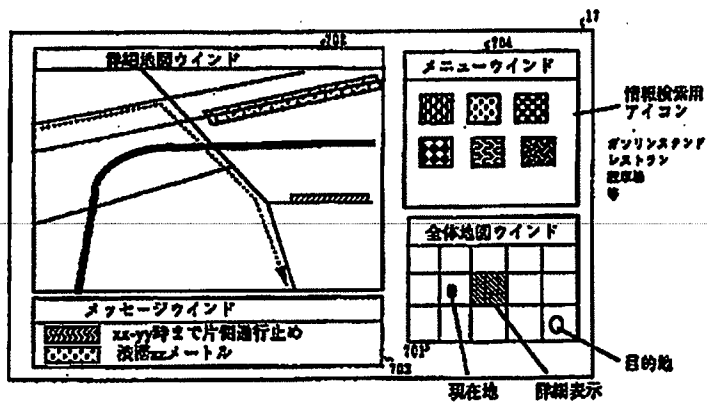 17
702
704
詳細地図ウインド
メニューウインド
情報検索用
アイコン
ガソリンスタンド
レストラン
駐車場
等
全体地図ウインド
メッセージウインド
xx-yy時まで片側通行止め
渋滞xxメートル
701
703
目的地
現在地
詳細表示